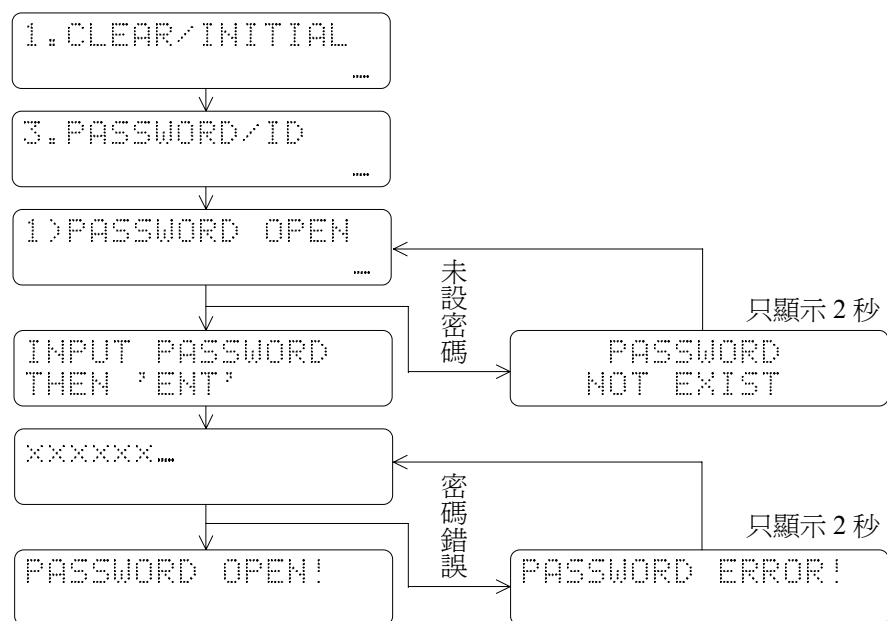 1.CLEAR/INITIAL
3.PASSWORD/ID
1)PASSWORD OPEN
未設密碼
只顯示 2 秒
INPUT PASSWORD
THEN 'ENT'
PASSWORD
NOT EXIST
××××××
密碼錯誤
只顯示 2 秒
PASSWORD OPEN!
PASSWORD ERROR!